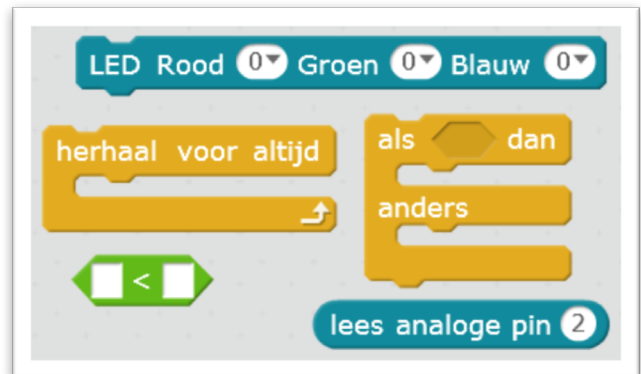 LED Rood 0 Groen 0 Blauw 0
herhaal voor altijd
als dan
anders
<
lees analoge pin 2